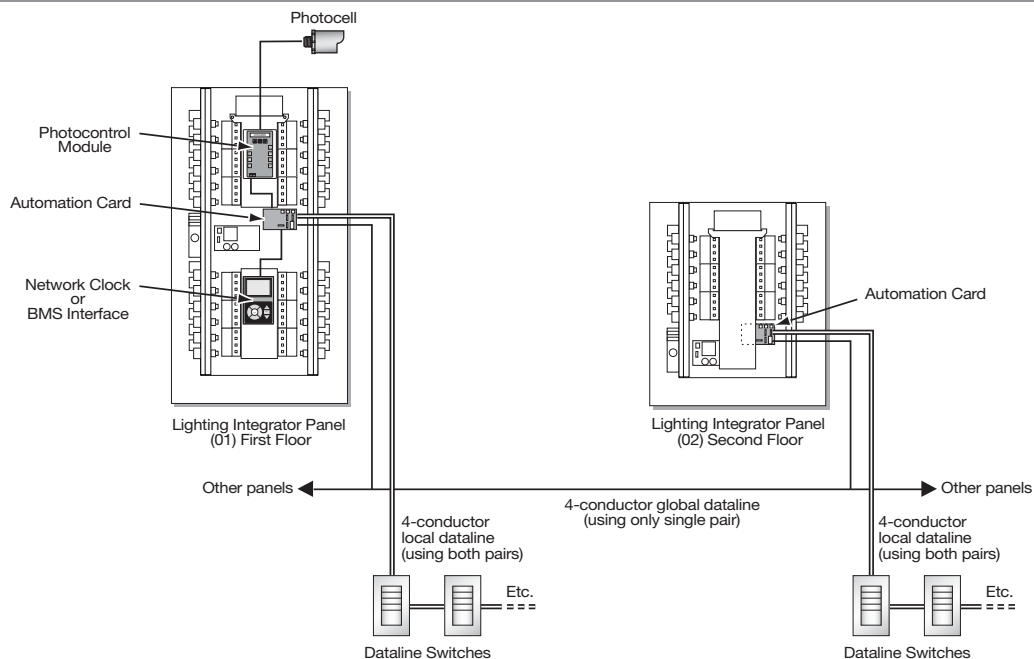 Photocell
Photocontrol
Module
Automation Card
Network Clock
or
BMS Interface
Automation Card
Lighting Integrator Panel
(01) First Floor
Lighting Integrator Panel
(02) Second Floor
Other panels
4-conductor global dataline
(using only single pair)
Other panels
4-conductor
local dataline
(using both pairs)
Etc.
Dataline Switches
4-conductor
local dataline
(using both pairs)
Etc.
Dataline Switches